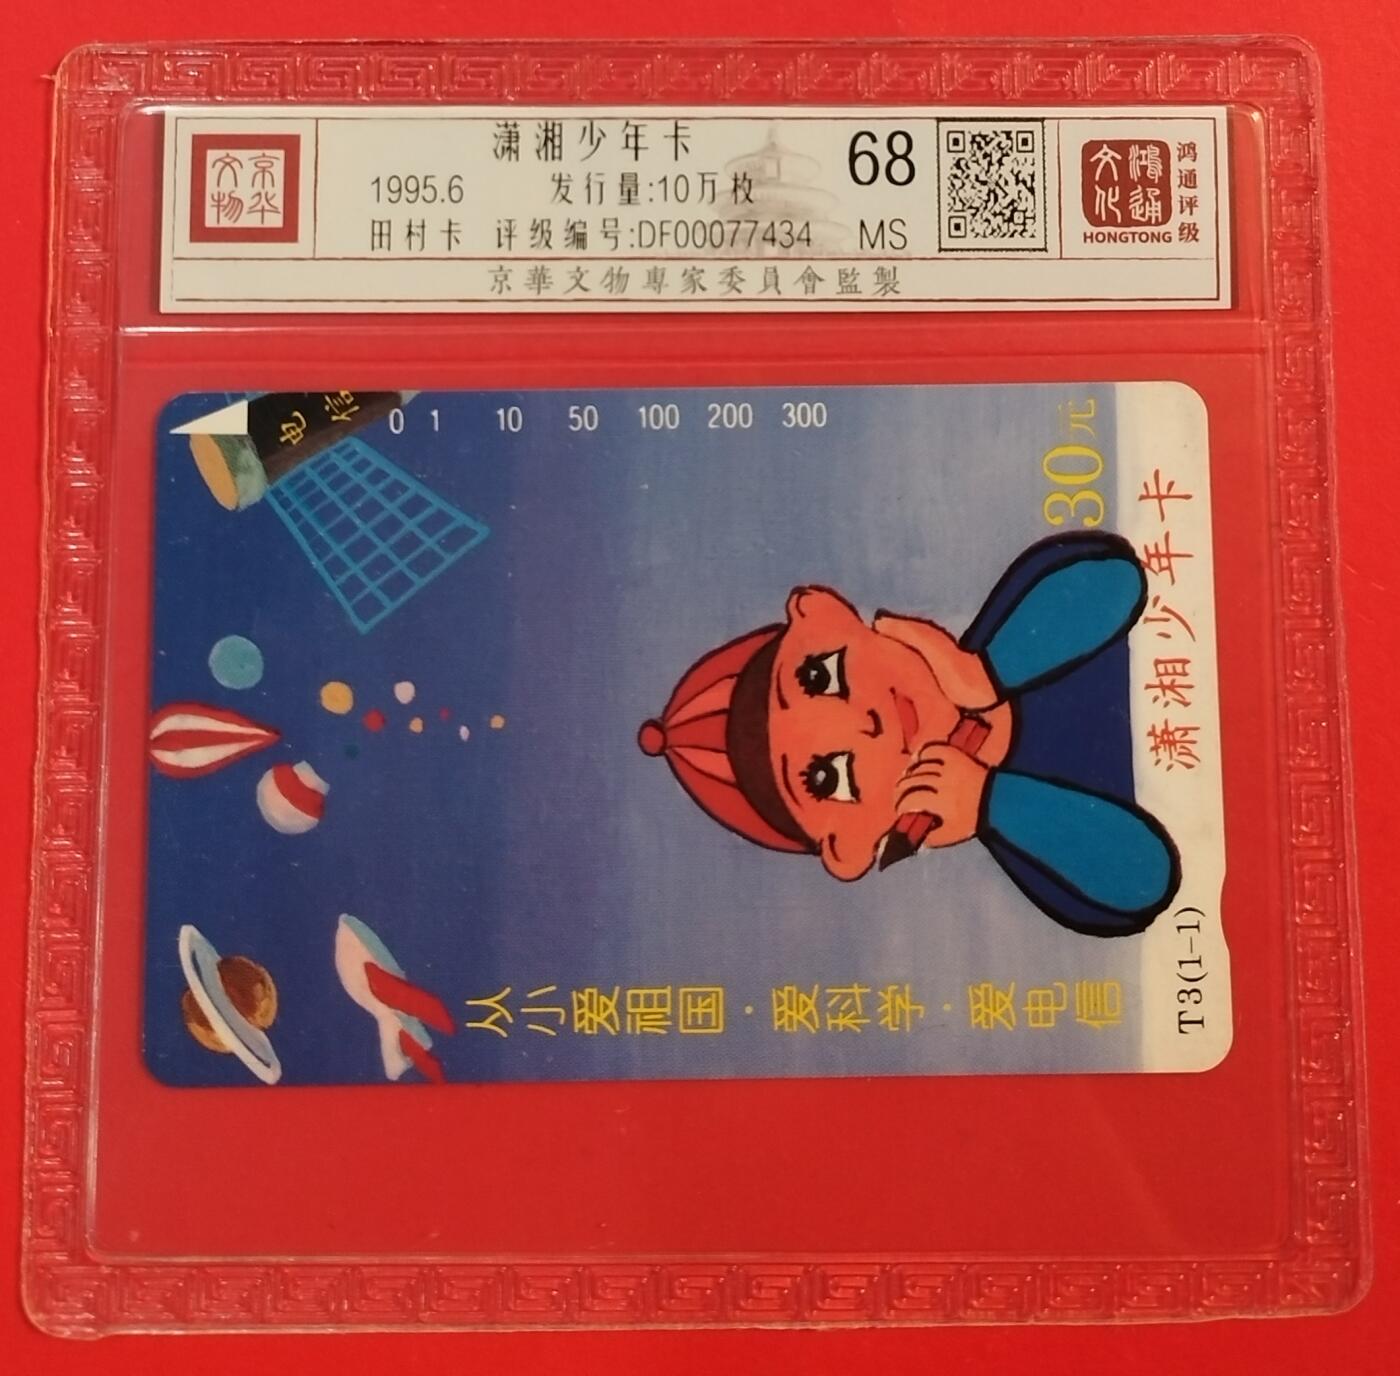 京华
文物
潇湘少年卡
1995.6 发行量:10万枚
田村卡 评级编号:DF00077434
68
MS
京華文物專家委員會監製
鸿通
文化
HONGTONG
鸿通评级
电信
0 1 10 50 100 200 300
30元
潇湘少年卡
从小爱祖国·爱科学·爱电信
T3(1-1)